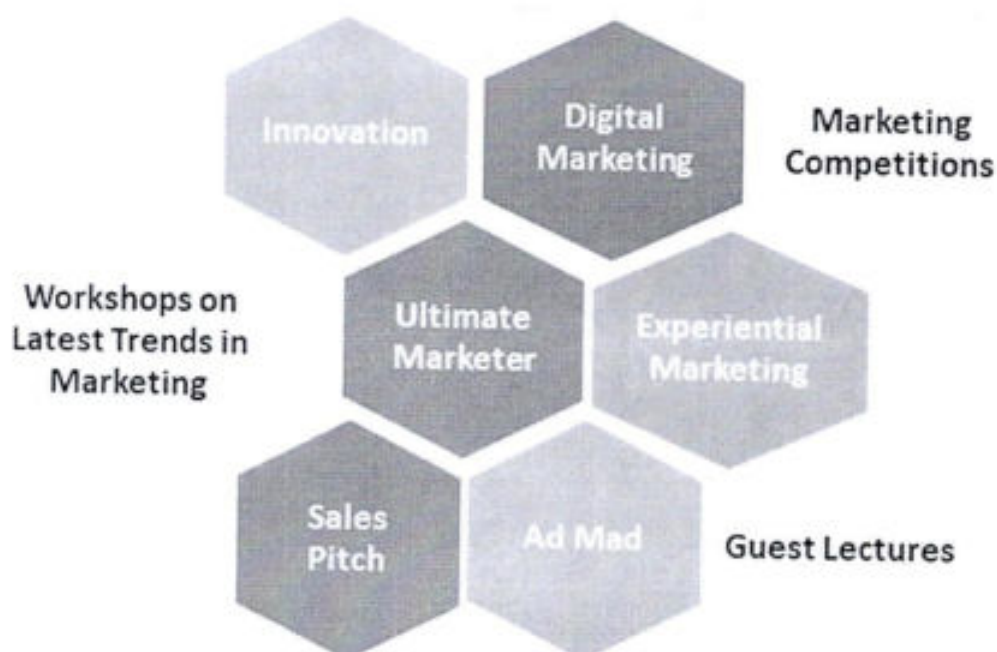 Innovation
Digital
Marketing
Marketing
Competitions
Workshops on
Latest Trends in
Marketing
Ultimate
Marketer
Experiential
Marketing
Sales
Pitch
Ad Mad
Guest Lectures